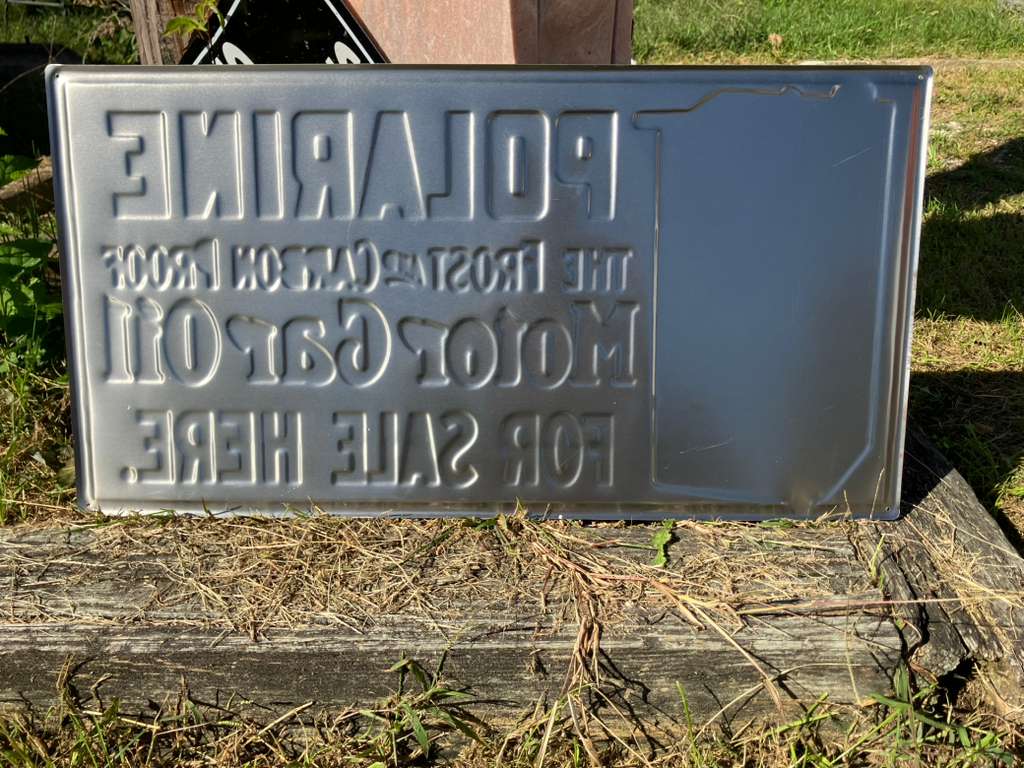 POLARINE
THE FROST AND CARBON PROOF
Motor Car Oil
FOR SALE HERE.